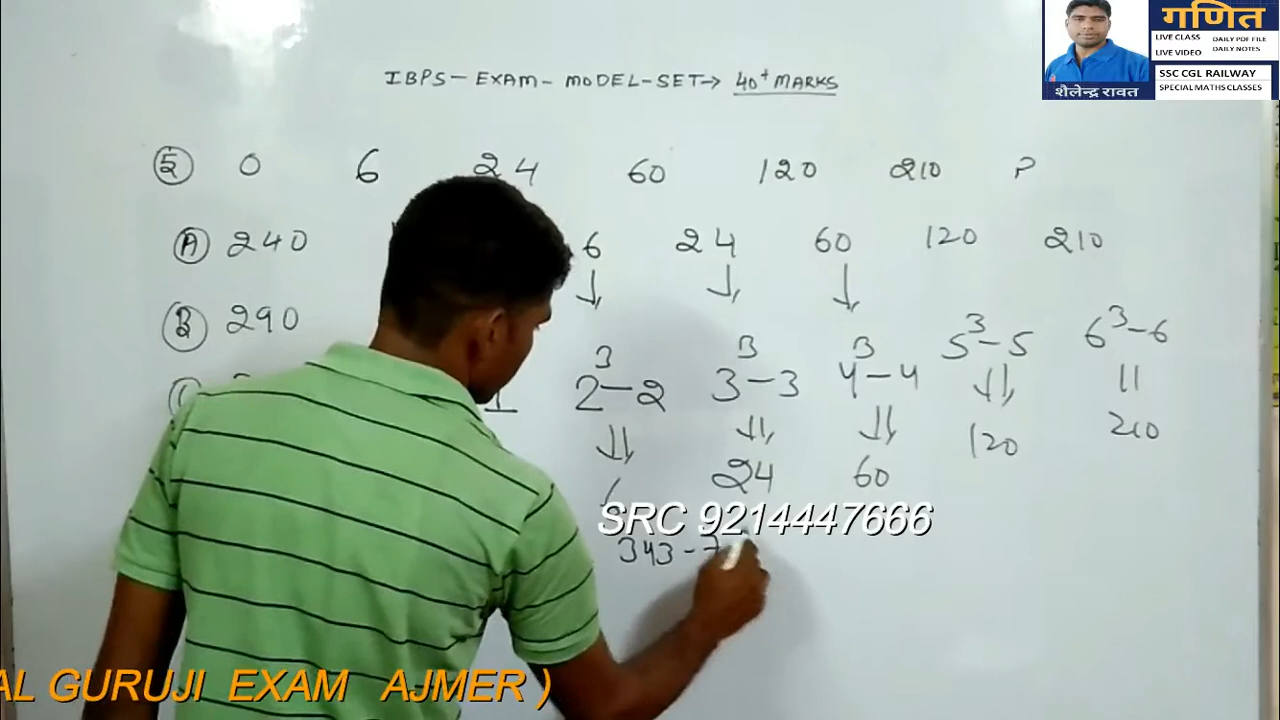 गणित
LIVE CLASS DAILY PDF FILE
LIVE VIDEO DAILY NOTES
SSC CGL RAILWAY
SPECIAL MATHS CLASSES
शैलेन्द्र रावत
IBPS - EXAM - MODEL - SET → 40+ MARKS
5 0 6 24 60 120 210 ?
A 240 6 24 60 120 210
B 290
2³-2 3³-3 4³-4 5³-5 6³-6
24 60 120 210
SRC 9214447666
343-7
AL GURUJI EXAM AJMER )